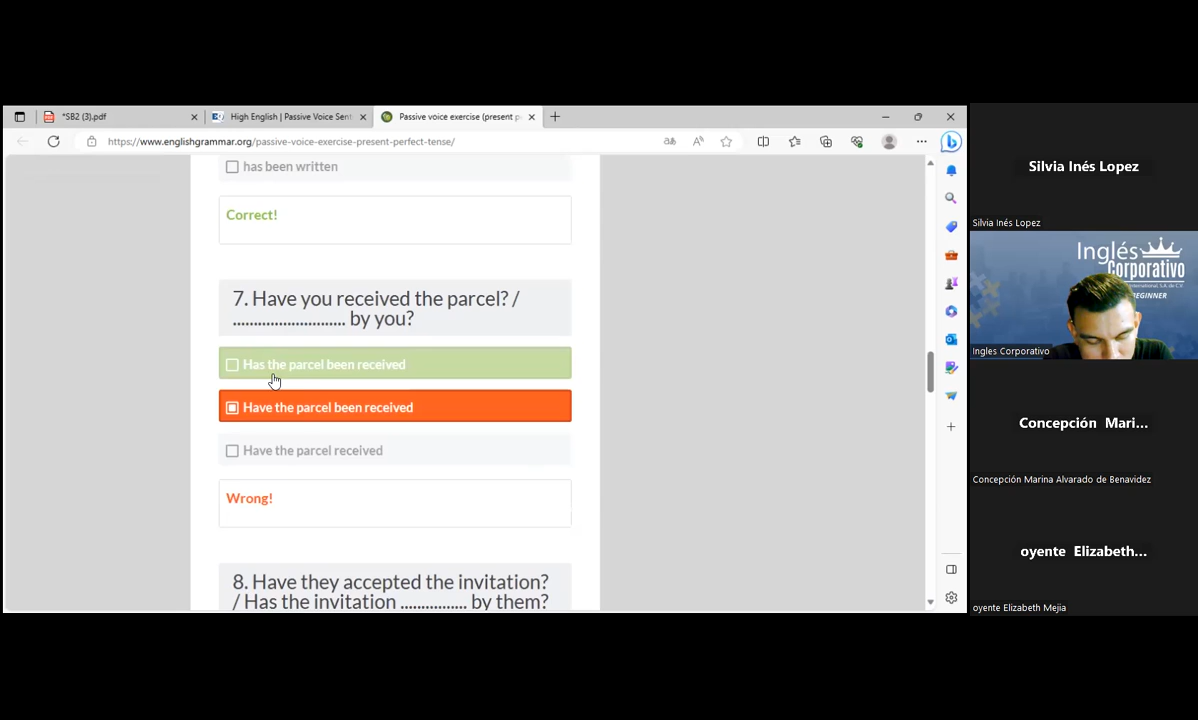 *SB2 (3).pdf
High English | Passive Voice Sent
Passive voice exercise (present p
https://www.englishgrammar.org/passive-voice-exercise-present-perfect-tense/
has been written
Correct!
7. Have you received the parcel? /
........................... by you?
Has the parcel been received
Have the parcel been received
Have the parcel received
Wrong!
8. Have they accepted the invitation?
/ Has the invitation ................ by them?
Silvia Inés Lopez
Silvia Inés Lopez
Inglés
Corporativo
International, S.A. de C.V.
Ingles Corporativo
Concepción Mari...
Concepción Marina Alvarado de Benavidez
oyente Elizabeth...
oyente Elizabeth Mejia